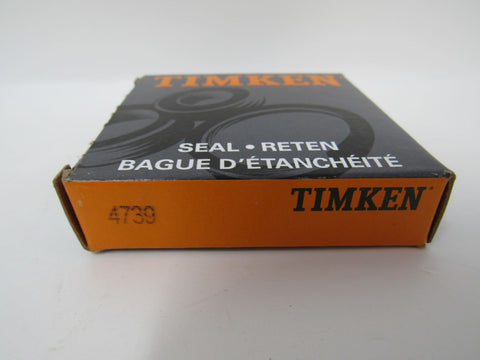 TIMKEN
SEAL • RETEN
BAGUE D'ÉTANCHÉITÉ
4739
TIMKEN